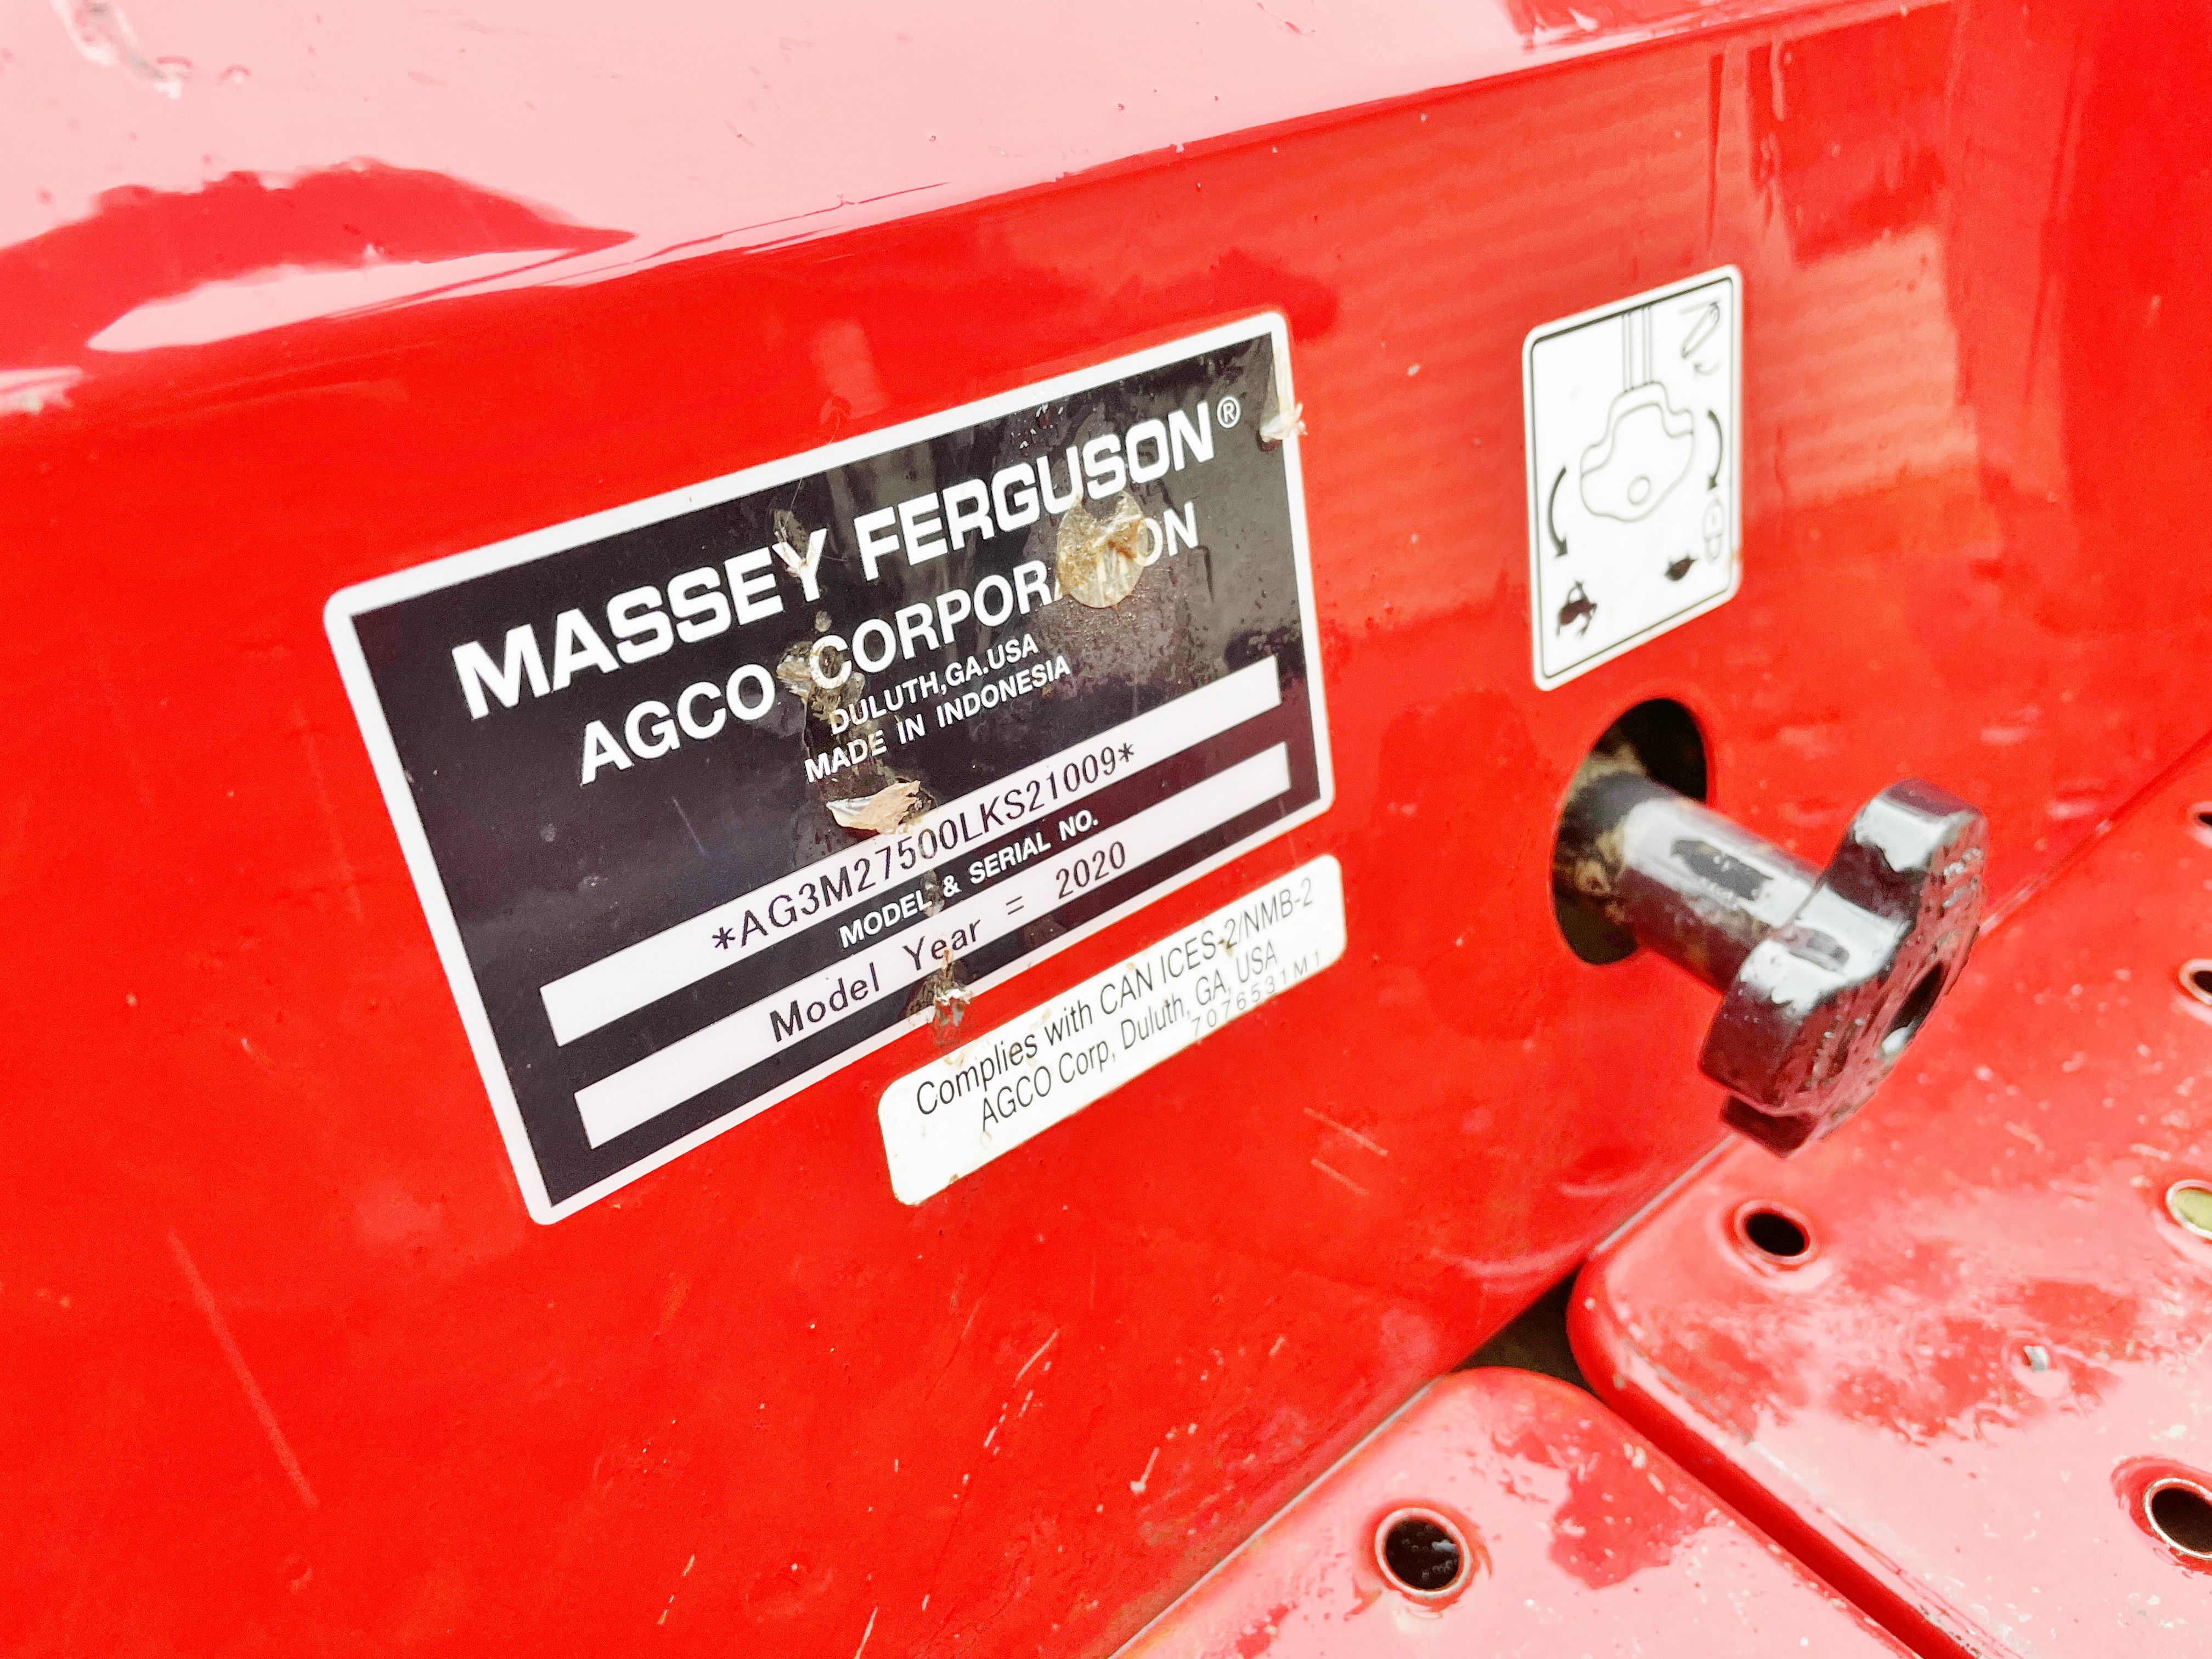 MASSEY FERGUSON®
AGCO CORPORATION
DULUTH,GA.USA
MADE IN INDONESIA
*AG3M27500LKS21009*
MODEL & SERIAL NO.
Model Year = 2020
Complies with CAN ICES-2/NMB-2
AGCO Corp, Duluth, GA, USA
7076531M1